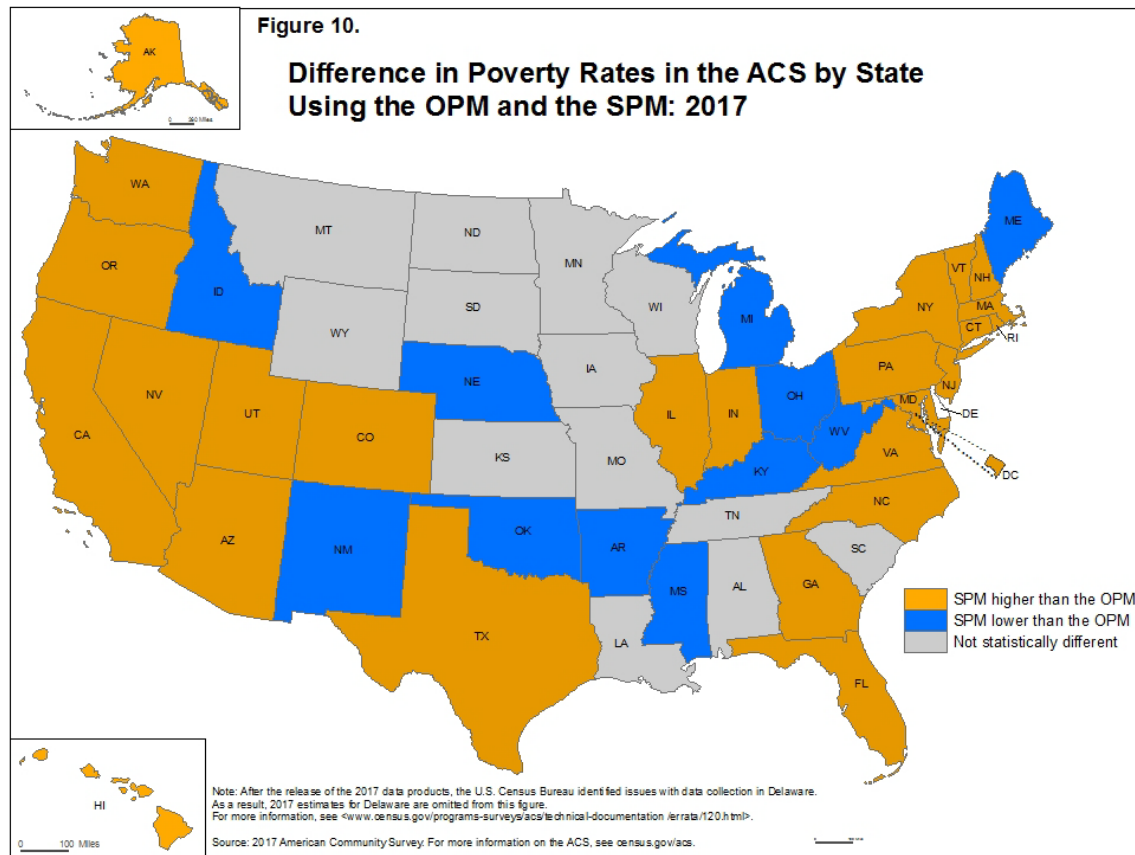 Figure 10.
Difference in Poverty Rates in the ACS by State
Using the OPM and the SPM: 2017
AK
WA
MT
ND
MN
ME
OR
ID
SD
WI
VT
NH
NY
MA
WY
MI
CT
RI
IA
PA
NE
NJ
NV
OH
MD
DE
UT
IL
IN
CA
CO
WV
VA
KS
MO
KY
DC
NC
TN
AZ
OK
NM
AR
SC
MS
AL
GA
TX
LA
FL
SPM higher than the OPM
SPM lower than the OPM
Not statistically different
HI
0 100 Miles
Note: After the release of the 2017 data products, the U.S. Census Bureau identified issues with data collection in Delaware.
As a result, 2017 estimates for Delaware are omitted from this figure.
For more information, see <www.census.gov/programs-surveys/acs/technical-documentation /errata/120.html>.
Source: 2017 American Community Survey. For more information on the ACS, see census.gov/acs.